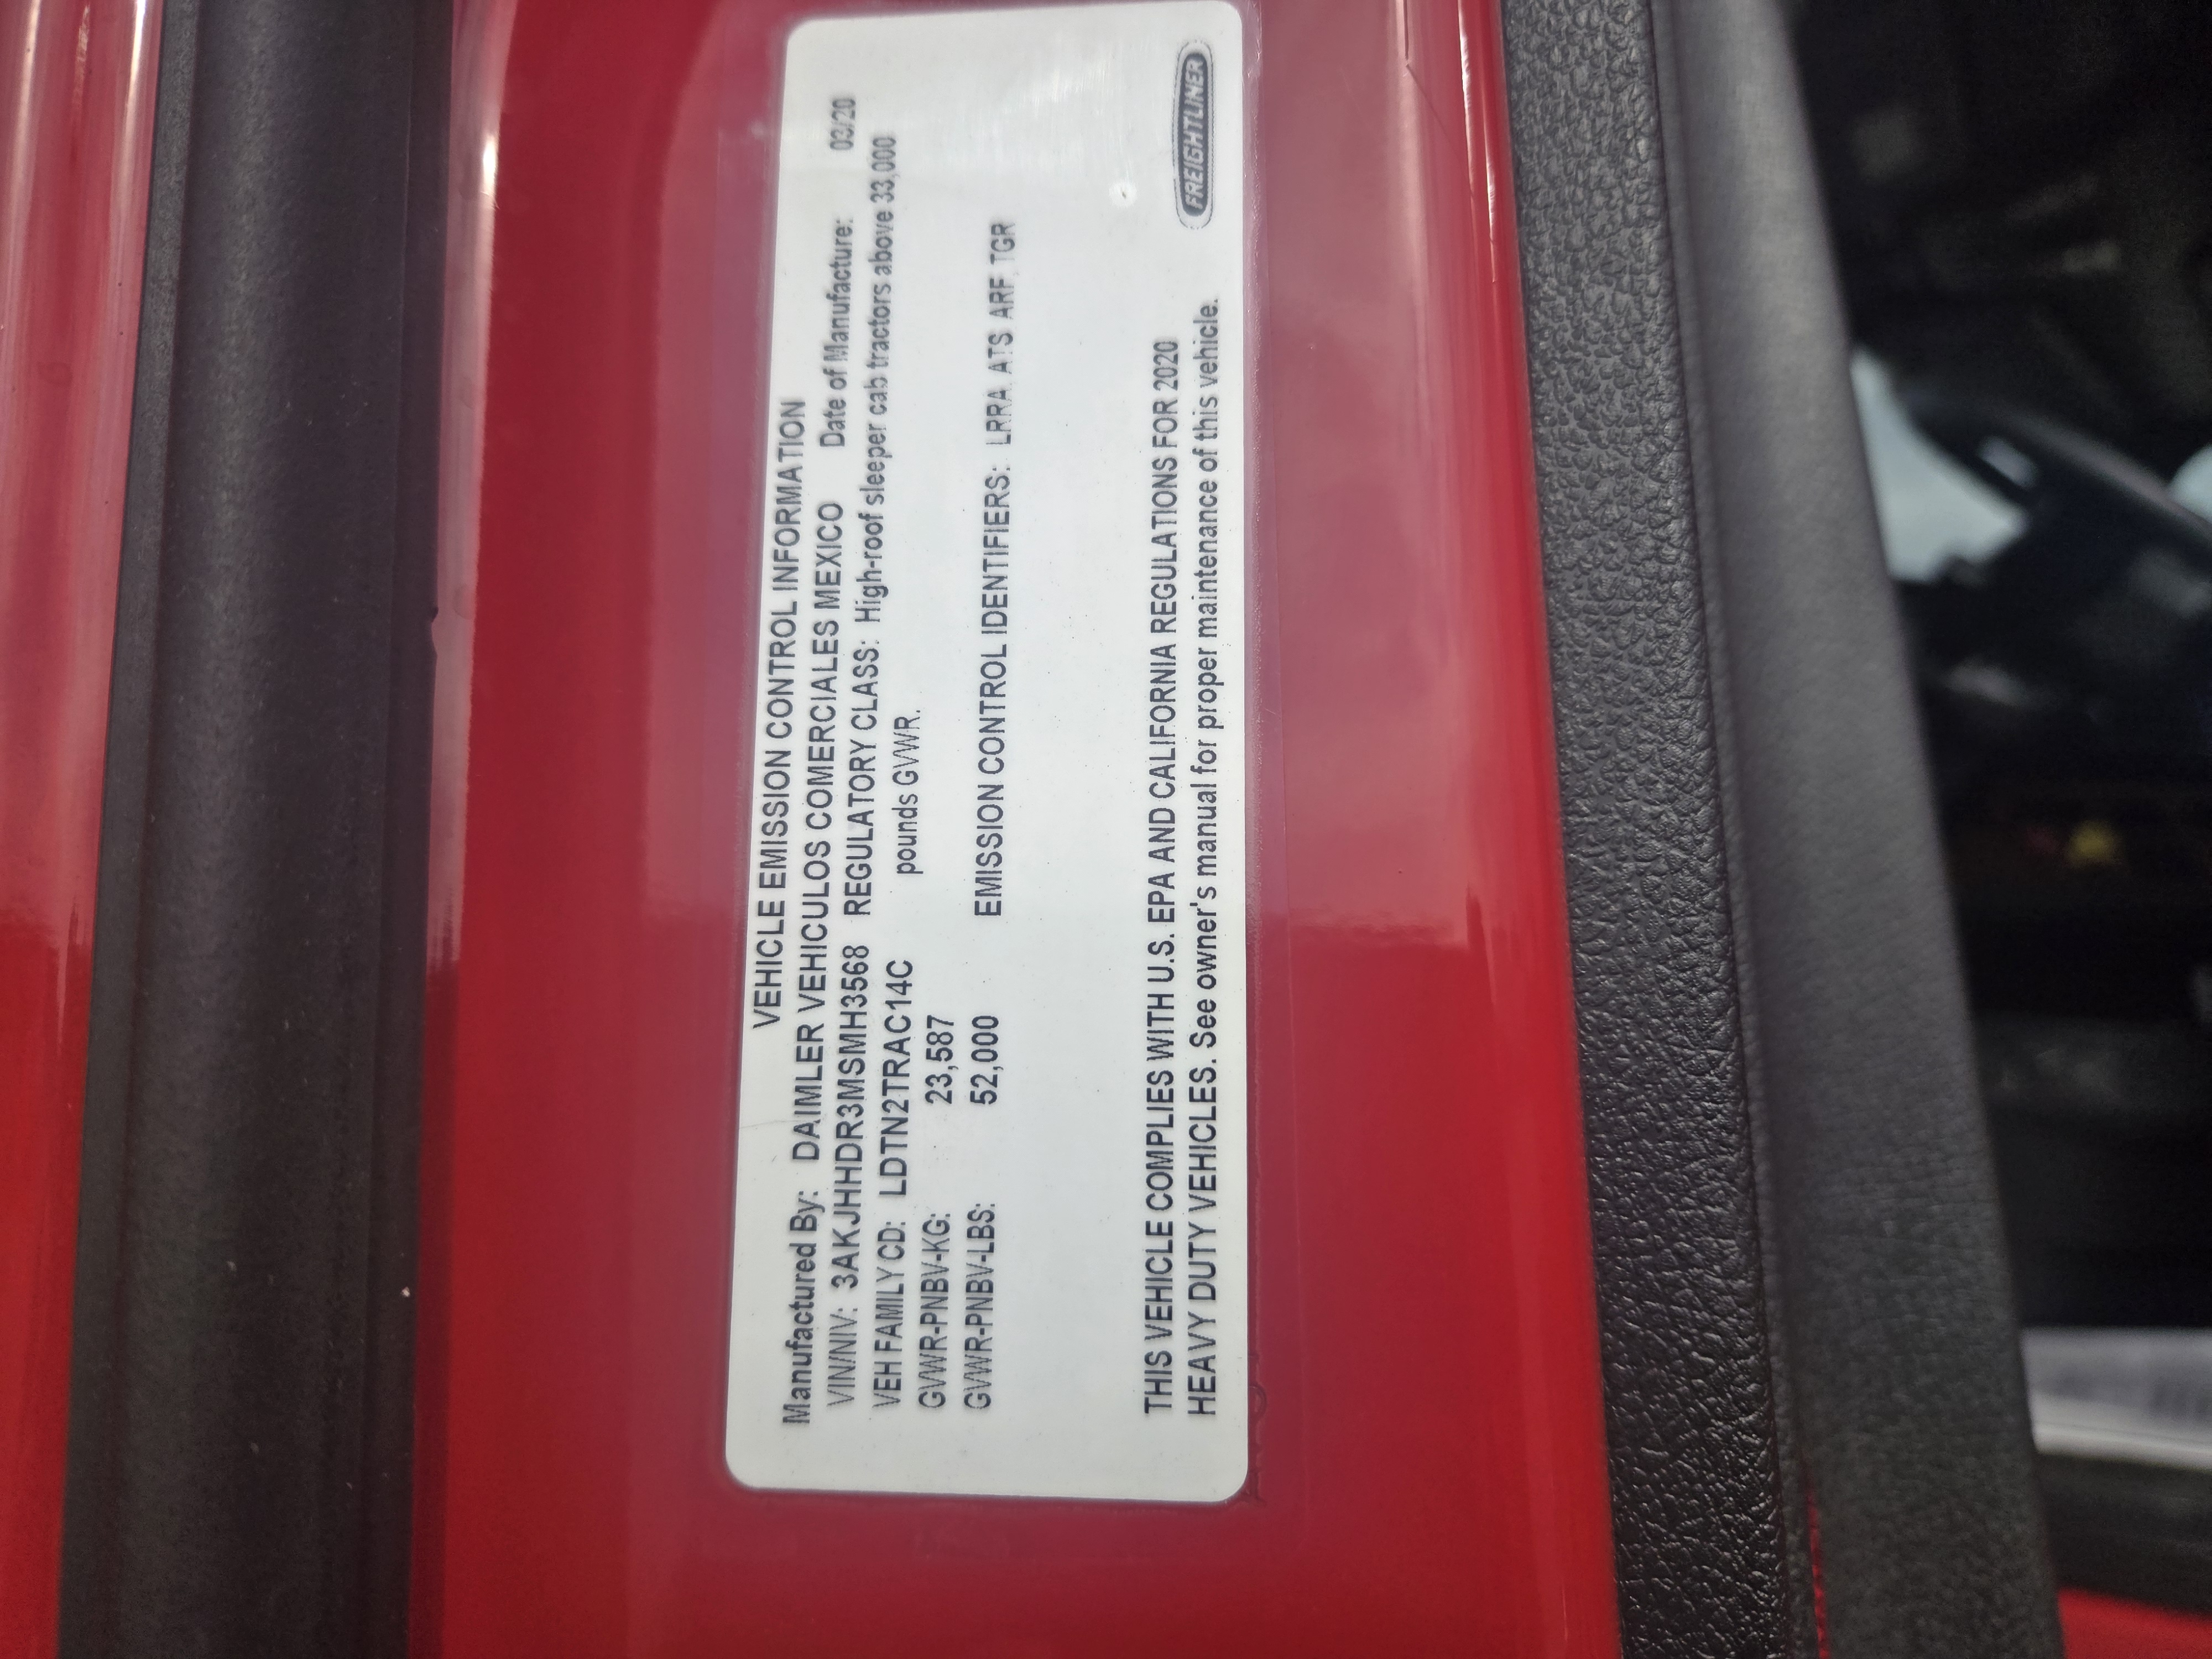 VEHICLE EMISSION CONTROL INFORMATION
Manufactured By: DAIMLER VEHICULOS COMERCIALES MEXICO Date of Manufacture: 03/20
VIN/NIV: 3AKJHHDR3MSMH3568 REGULATORY CLASS: High-roof sleeper cab tractors above 33,000
VEH FAMILY CD: LDTN2TRAC14C pounds GVWR.
GVWR-PNBV-KG: 23,587
GVWR-PNBV-LBS: 52,000 EMISSION CONTROL IDENTIFIERS: LRRA, ATS, ARF, TGR
THIS VEHICLE COMPLIES WITH U.S. EPA AND CALIFORNIA REGULATIONS FOR 2020
HEAVY DUTY VEHICLES. See owner's manual for proper maintenance of this vehicle.
FREIGHTLINER